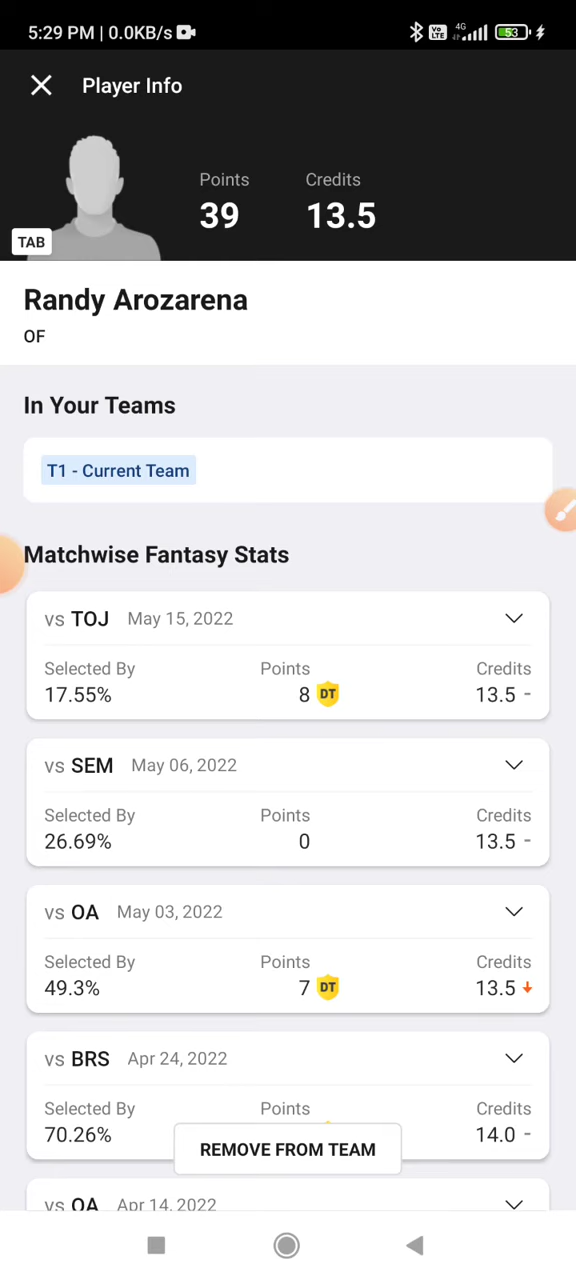 5:29 PM | 0.0KB/s
Vo LTE 4G 53
Player Info
Points Credits
39 13.5
TAB
Randy Arozarena
OF
In Your Teams
T1 - Current Team
Matchwise Fantasy Stats
vs TOJ May 15, 2022
Selected By Points Credits
17.55% 8 DT 13.5 -
vs SEM May 06, 2022
Selected By Points Credits
26.69% 0 13.5 -
vs OA May 03, 2022
Selected By Points Credits
49.3% 7 DT 13.5
vs BRS Apr 24, 2022
Selected By Points Credits
70.26% 14.0 -
REMOVE FROM TEAM
vs OA Apr 14, 2022